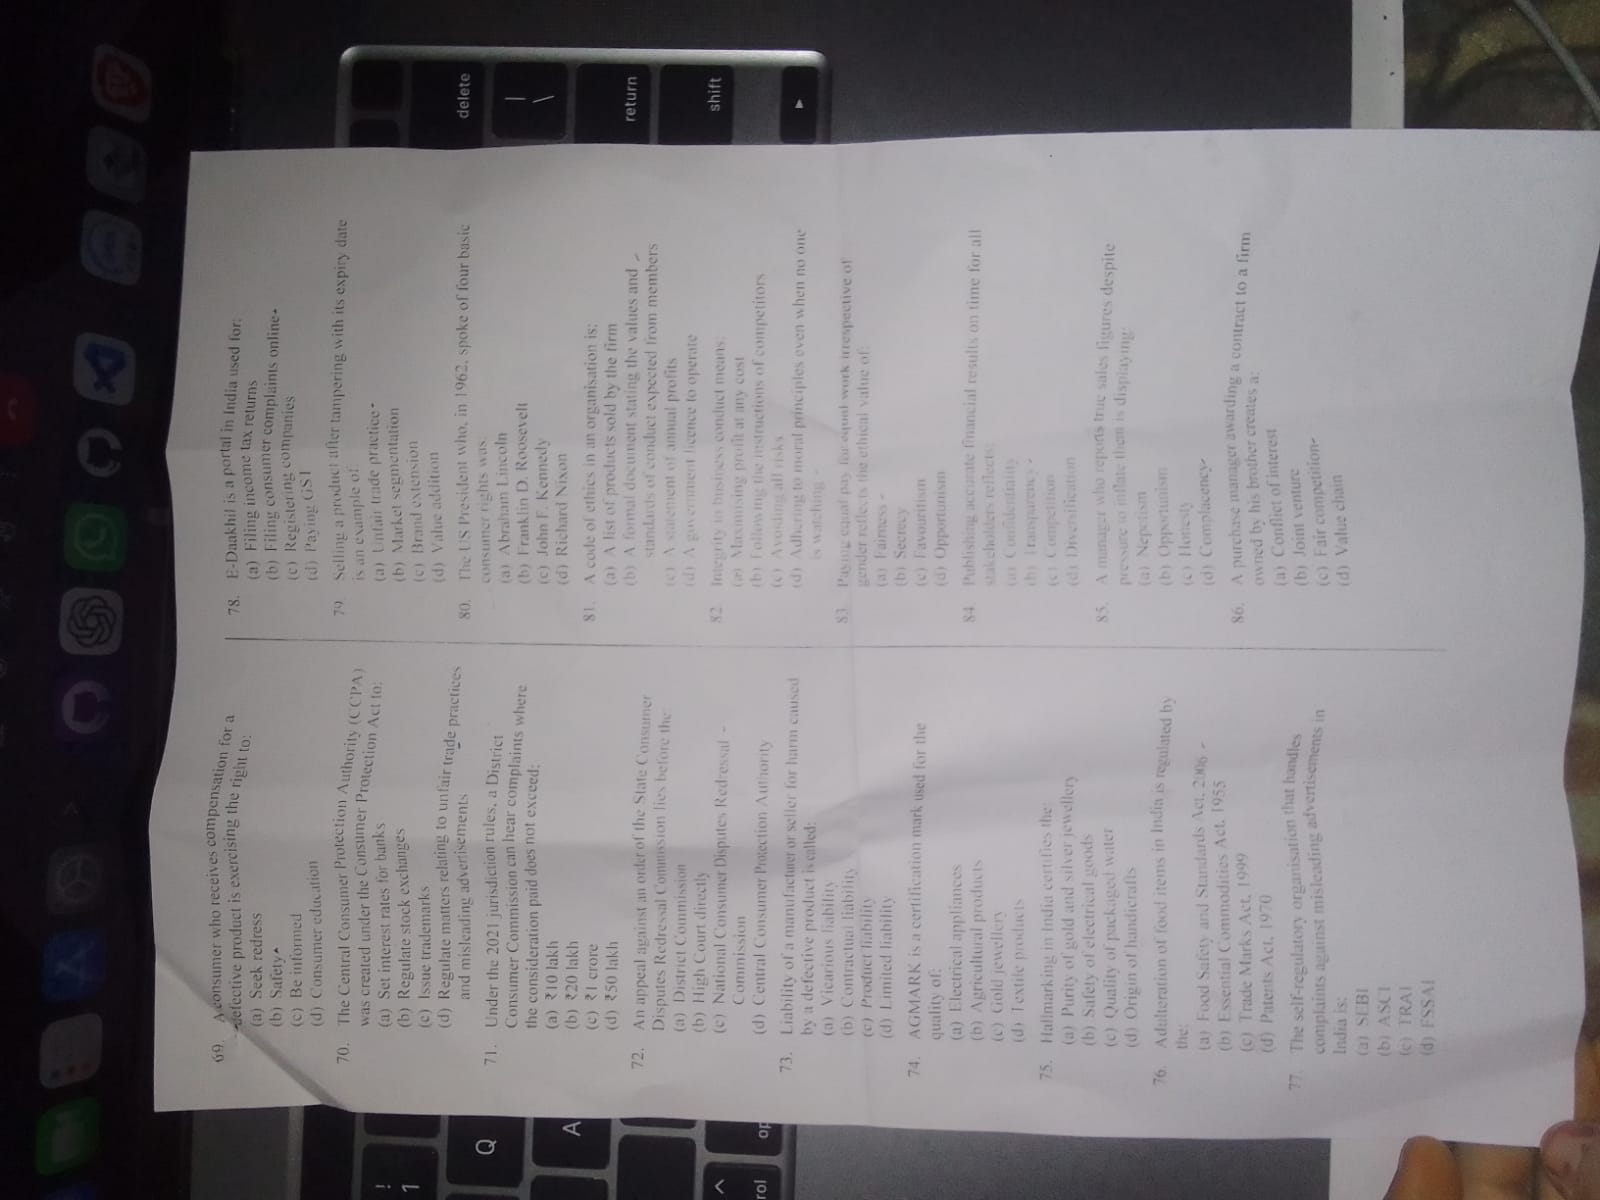 69. A consumer who receives compensation for a
defective product is exercising the right to:
(a) Seek redress
(b) Safety
(c) Be informed
(d) Consumer education
70. The Central Consumer Protection Authority (CCPA)
was created under the Consumer Protection Act to:
(a) Set interest rates for banks
(b) Regulate stock exchanges
(c) Issue trademarks
(d) Regulate matters relating to unfair trade practices
and misleading advertisements
71. Under the 2021 jurisdiction rules, a District
Consumer Commission can hear complaints where
the consideration paid does not exceed:
(a) ₹10 lakh
(b) ₹20 lakh
(c) ₹1 crore
(d) ₹50 lakh
72. An appeal against an order of the State Consumer
Disputes Redressal Commission lies before the:
(a) District Commission
(b) High Court directly
(c) National Consumer Disputes Redressal
Commission
(d) Central Consumer Protection Authority
73. Liability of a manufacturer or seller for harm caused
by a defective product is called:
(a) Vicarious liability
(b) Contractual liability
(c) Product liability
(d) Limited liability
74. AGMARK is a certification mark used for the
quality of:
(a) Electrical appliances
(b) Agricultural products
(c) Gold jewellery
(d) Textile products
75. Hallmarking in India certifies the:
(a) Purity of gold and silver jewellery
(b) Safety of electrical goods
(c) Quality of packaged water
(d) Origin of handicrafts
76. Adulteration of food items in India is regulated by
the:
(a) Food Safety and Standards Act, 2006
(b) Essential Commodities Act, 1955
(c) Trade Marks Act, 1999
(d) Patents Act, 1970
77. The self-regulatory organisation that handles
complaints against misleading advertisements in
India is:
(a) SEBI
(b) ASCI
(c) TRAI
(d) FSSAI
78. E-Daakhil is a portal in India used for:
(a) Filing income tax returns
(b) Filing consumer complaints online
(c) Registering companies
(d) Paying GST
79. Selling a product after tampering with its expiry date
is an example of:
(a) Unfair trade practice
(b) Market segmentation
(c) Brand extension
(d) Value addition
80. The US President who, in 1962, spoke of four basic
consumer rights was:
(a) Abraham Lincoln
(b) Franklin D. Roosevelt
(c) John F. Kennedy
(d) Richard Nixon
81. A code of ethics in an organisation is:
(a) A list of products sold by the firm
(b) A formal document stating the values and
standards of conduct expected from members
(c) A statement of annual profits
(d) A government licence to operate
82. Integrity in business conduct means:
(a) Maximising profit at any cost
(b) Following the instructions of competitors
(c) Avoiding all risks
(d) Adhering to moral principles even when no one
is watching
83. Paying equal pay for equal work irrespective of
gender reflects the ethical value of:
(a) Fairness
(b) Secrecy
(c) Favouritism
(d) Opportunism
84. Publishing accurate financial results on time for all
stakeholders reflects:
(a) Confidentiality
(b) Transparency
(c) Competition
(d) Diversification
85. A manager who reports true sales figures despite
pressure to inflate them is displaying:
(a) Nepotism
(b) Opportunism
(c) Honesty
(d) Complacency
86. A purchase manager awarding a contract to a firm
owned by his brother creates a:
(a) Conflict of interest
(b) Joint venture
(c) Fair competition
(d) Value chain
delete
return
shift
!
1
Q
A